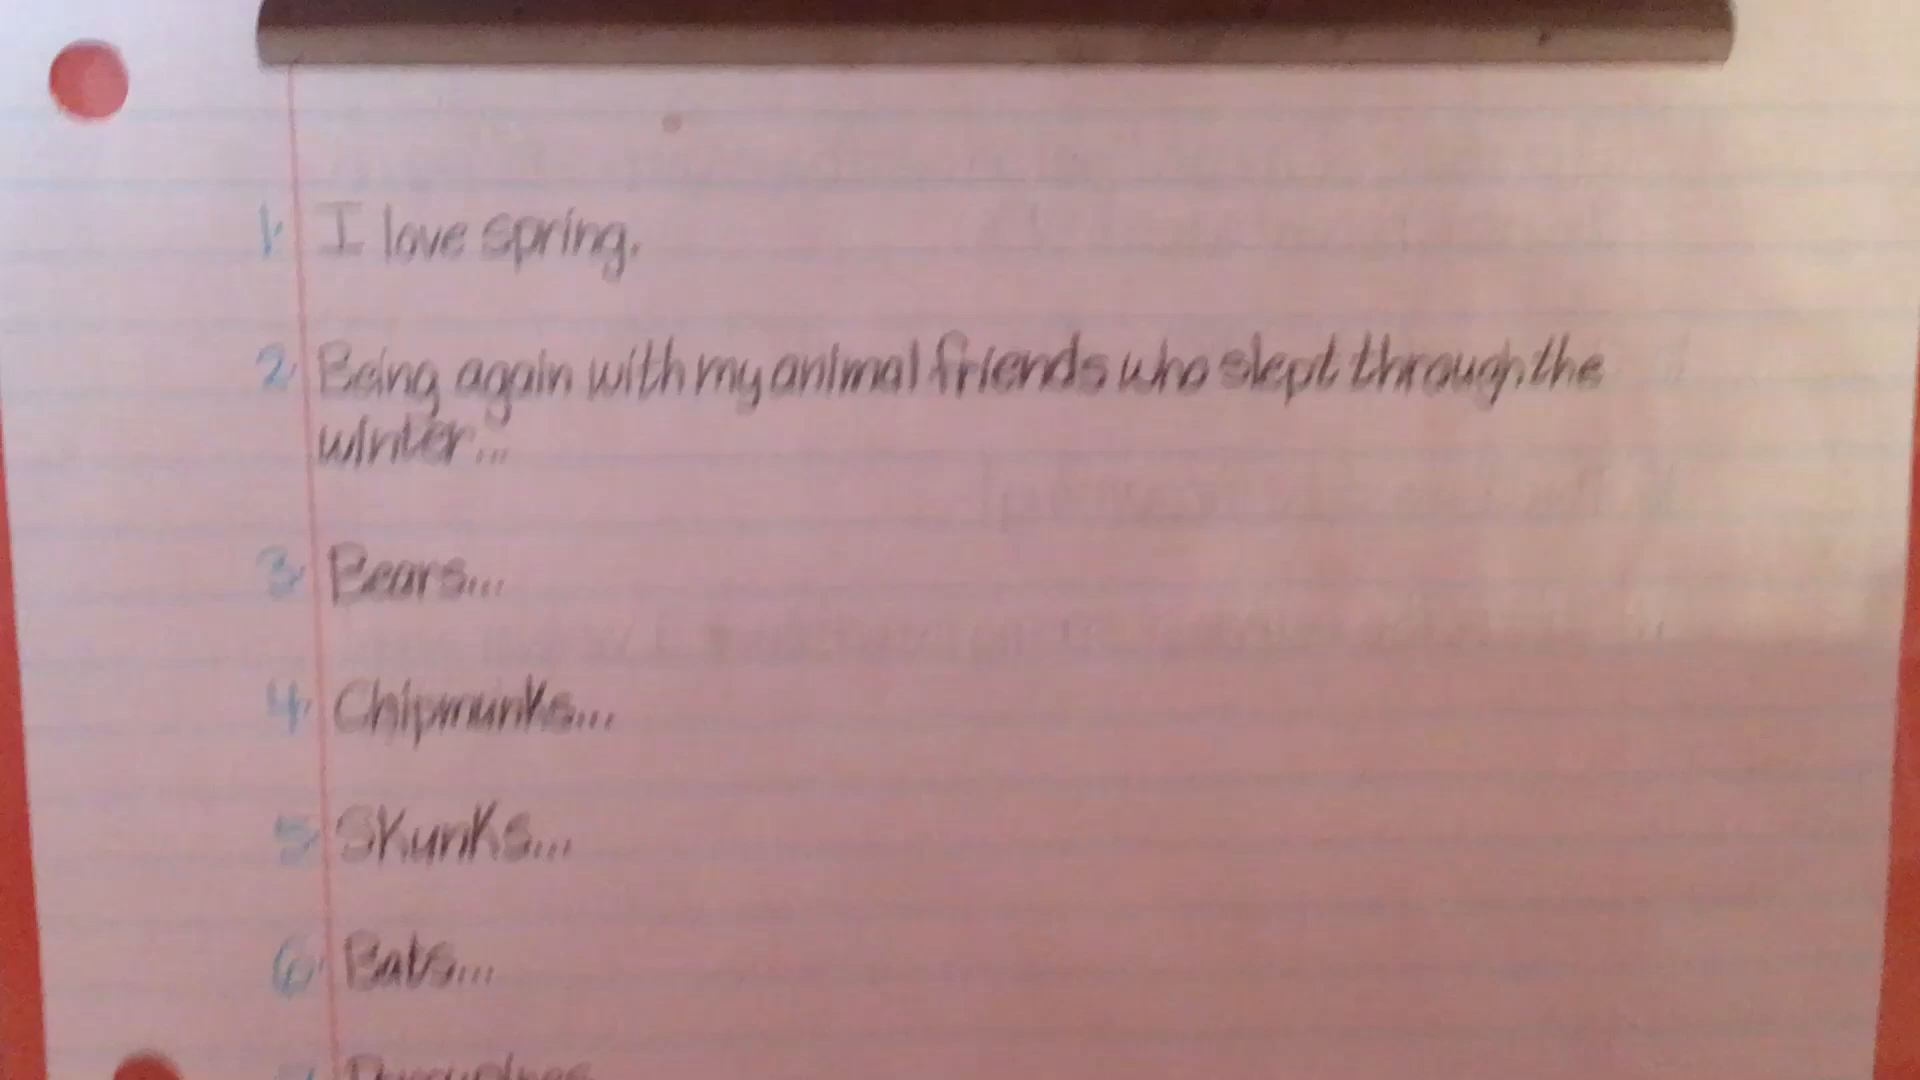 1. I love spring.
2. Being again with my animal friends who slept through the
winter...
3. Bears...
4. Chipmunks...
5. Skunks...
6. Bats...